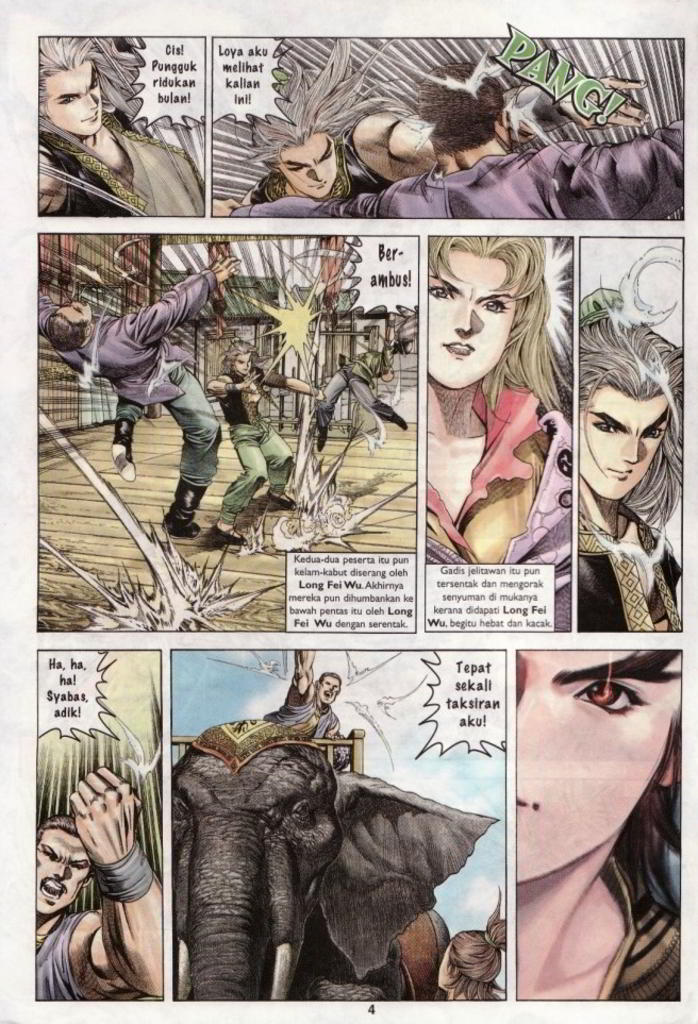 Cis!
Pungguk
ridukan
bulan!
Loya aku
melihat
kalian
ini!
PANG!
Ber-
ambus!
Kedua-dua peserta itu pun
kelam-kabut diserang oleh
Long Fei Wu. Akhirnya
mereka pun dihumbankan ke
bawah pentas itu oleh Long
Fei Wu dengan serentak.
Gadis jelitawan itu pun
tersentak dan mengorak
senyuman di mukanya
kerana didapati Long Fei
Wu, begitu hebat dan kacak.
Ha, ha,
ha!
Syabas,
adik!
Tepat
sekali
taksiran
aku!
4